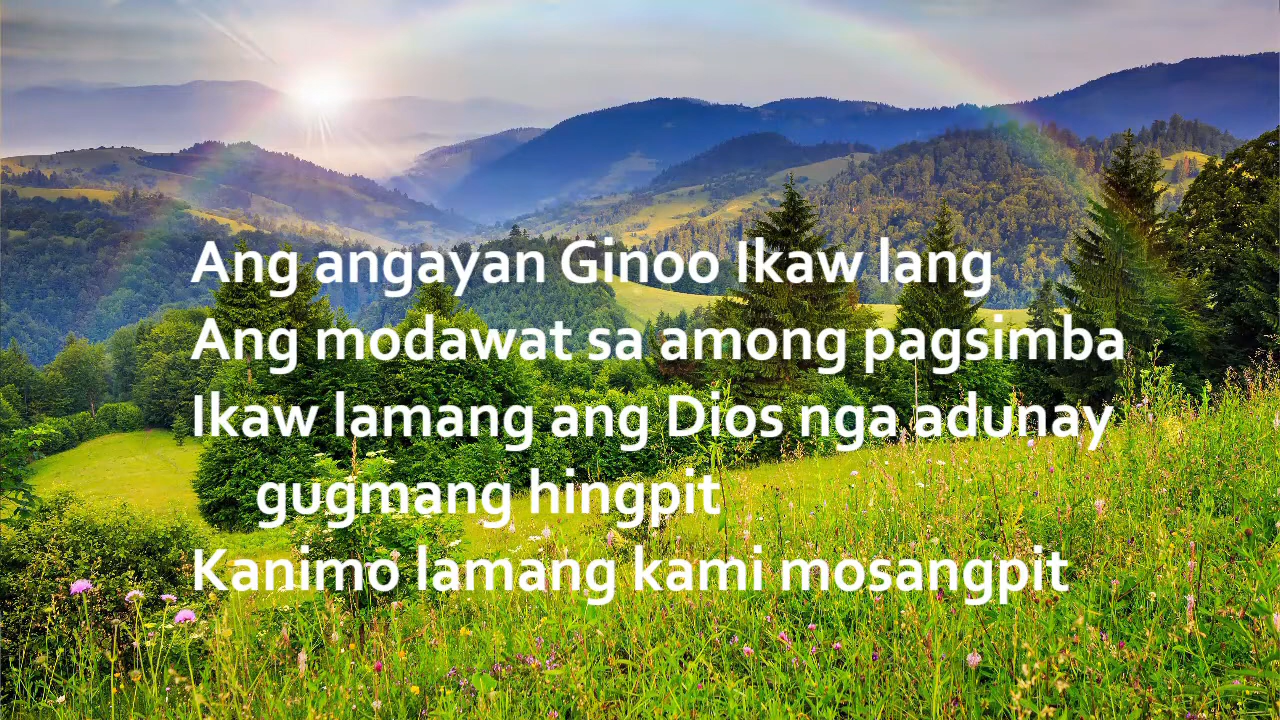 Ang angayan Ginoo Ikaw lang
Ang modawat sa among pagsimba
Ikaw lamang ang Dios nga adunay
gugmang hingpit
Kanimo lamang kami mosangpit